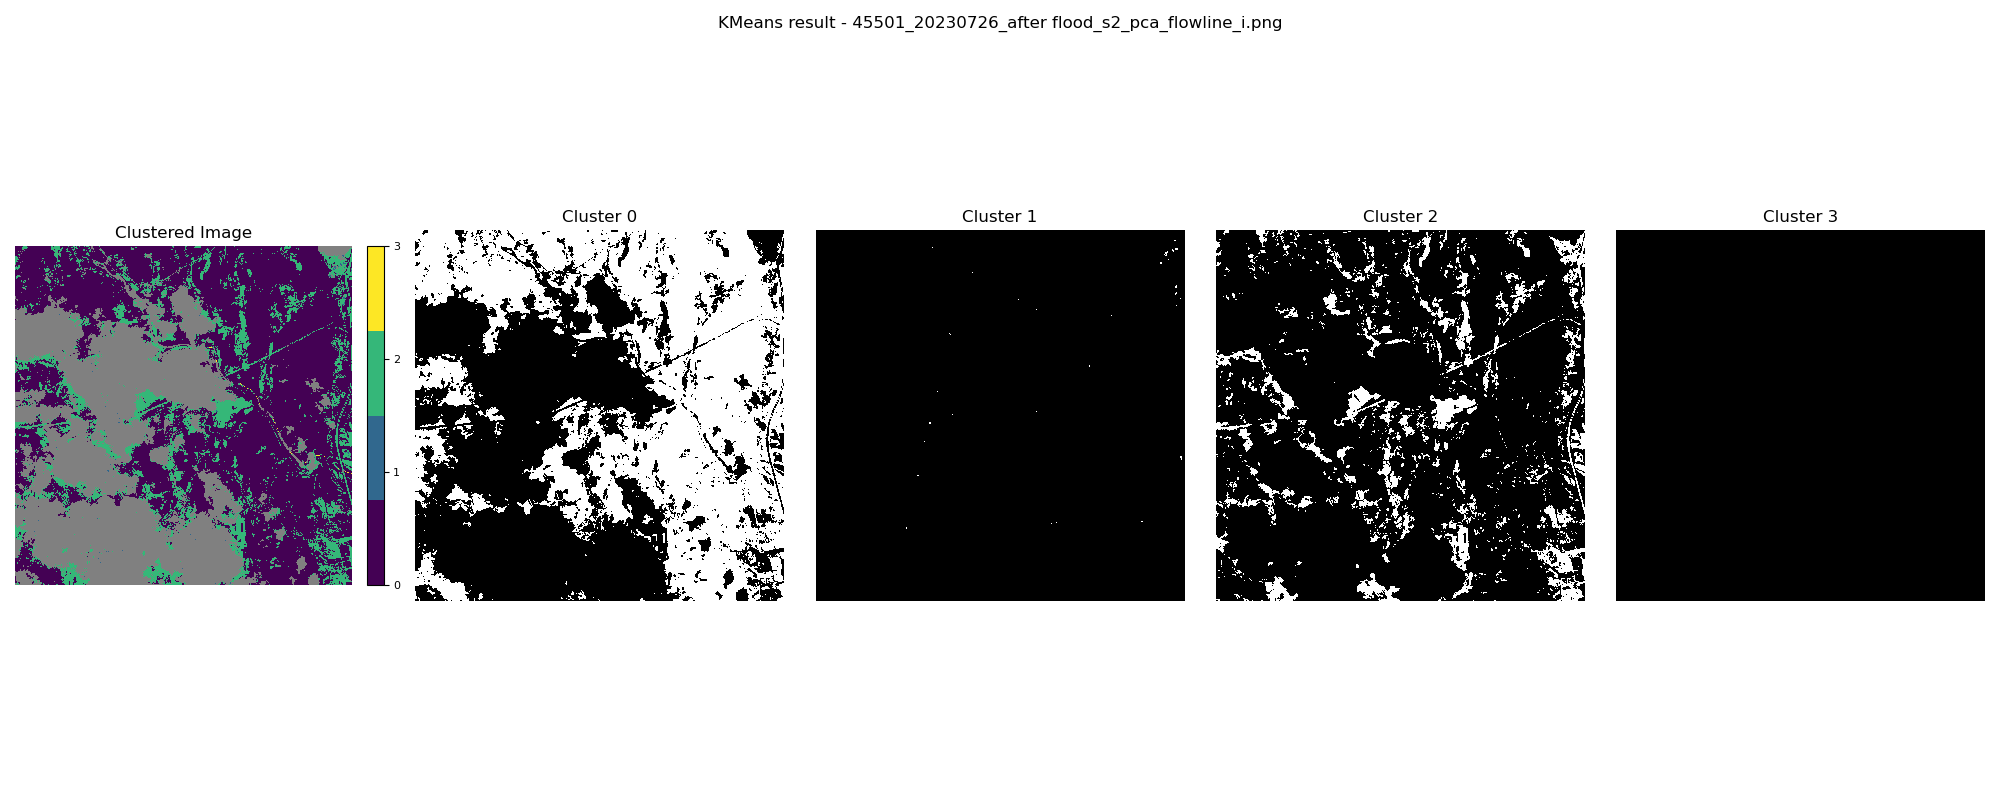 KMeans result - 45501_20230726_after flood_s2_pca_flowline_i.png
Clustered Image
Cluster 0
Cluster 1
Cluster 2
Cluster 3
3
2
1
0